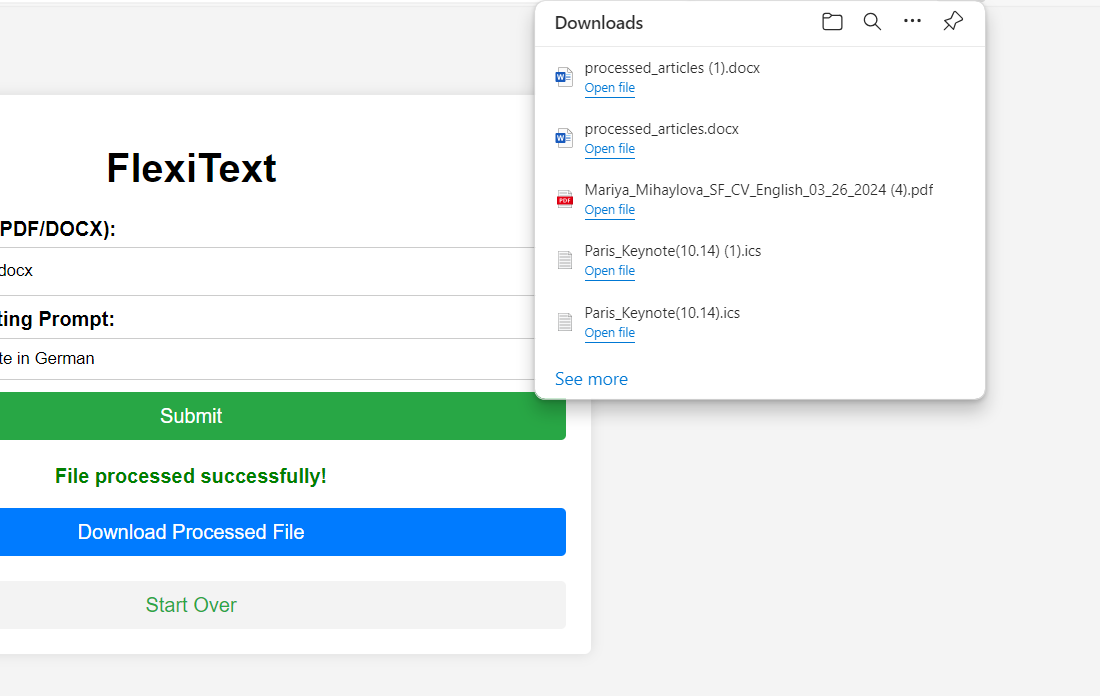 Downloads
processed_articles (1).docx
Open file
processed_articles.docx
Open file
Mariya_Mihaylova_SF_CV_English_03_26_2024 (4).pdf
Open file
Paris_Keynote(10.14) (1).ics
Open file
Paris_Keynote(10.14).ics
Open file
See more
FlexiText
PDF/DOCX):
docx
ting Prompt:
te in German
Submit
File processed successfully!
Download Processed File
Start Over